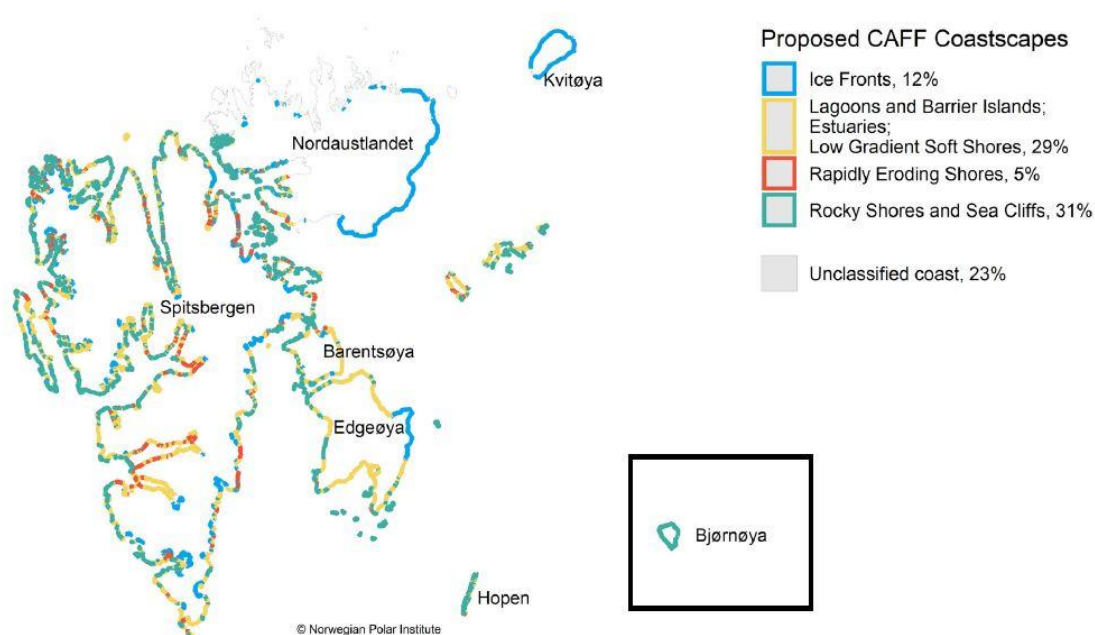 Proposed CAFF Coastscapes
Ice Fronts, 12%
Lagoons and Barrier Islands;
Estuaries;
Low Gradient Soft Shores, 29%
Rapidly Eroding Shores, 5%
Rocky Shores and Sea Cliffs, 31%
Unclassified coast, 23%
Kvitøya
Nordaustlandet
Spitsbergen
Barentsøya
Edgeøya
Bjørnøya
Hopen
© Norwegian Polar Institute